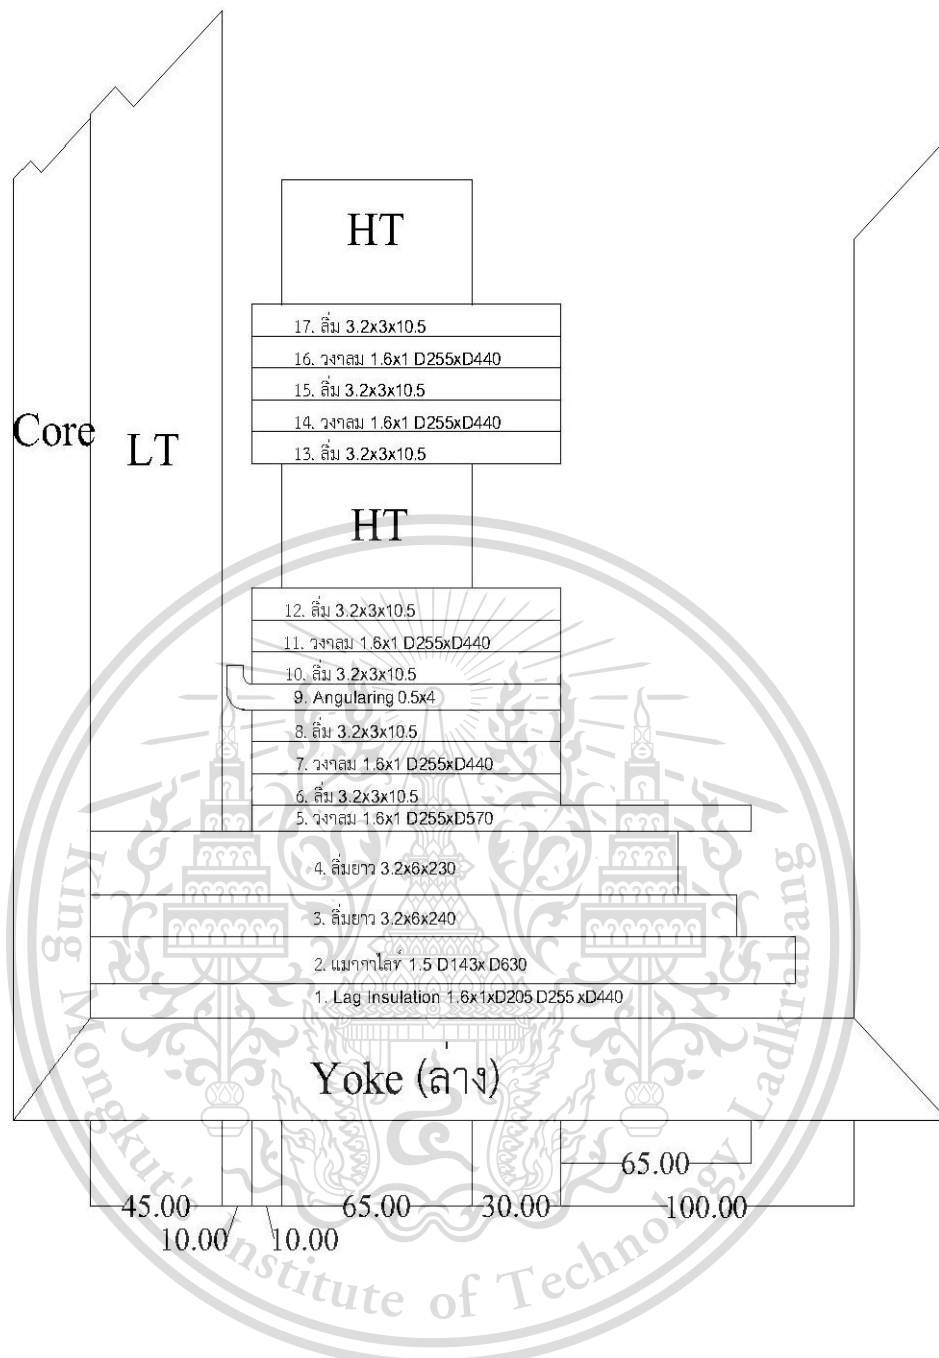 HT
17. ลิ่ม 3.2x3x10.5
16. วงกลม 1.6x1 D255xD440
15. ลิ่ม 3.2x3x10.5
14. วงกลม 1.6x1 D255xD440
13. ลิ่ม 3.2x3x10.5
Core
LT
HT
12. ลิ่ม 3.2x3x10.5
11. วงกลม 1.6x1 D255xD440
10. ลิ่ม 3.2x3x10.5
9. Angularing 0.5x4
8. ลิ่ม 3.2x3x10.5
7. วงกลม 1.6x1 D255xD440
6. ลิ่ม 3.2x3x10.5
5. วงกลม 1.6x1 D255xD570
4. ลิ่มยาว 3.2x6x230
3. ลิ่มยาว 3.2x6x240
2. แมกกาไลท์ 1.5 D143x D630
1. Lag Insulation 1.6x1xD205 D255 xD440
Yoke (ล่าง)
65.00
45.00
65.00
30.00
100.00
10.00
10.00
King Mongkut's Institute of Technology Ladkrabang